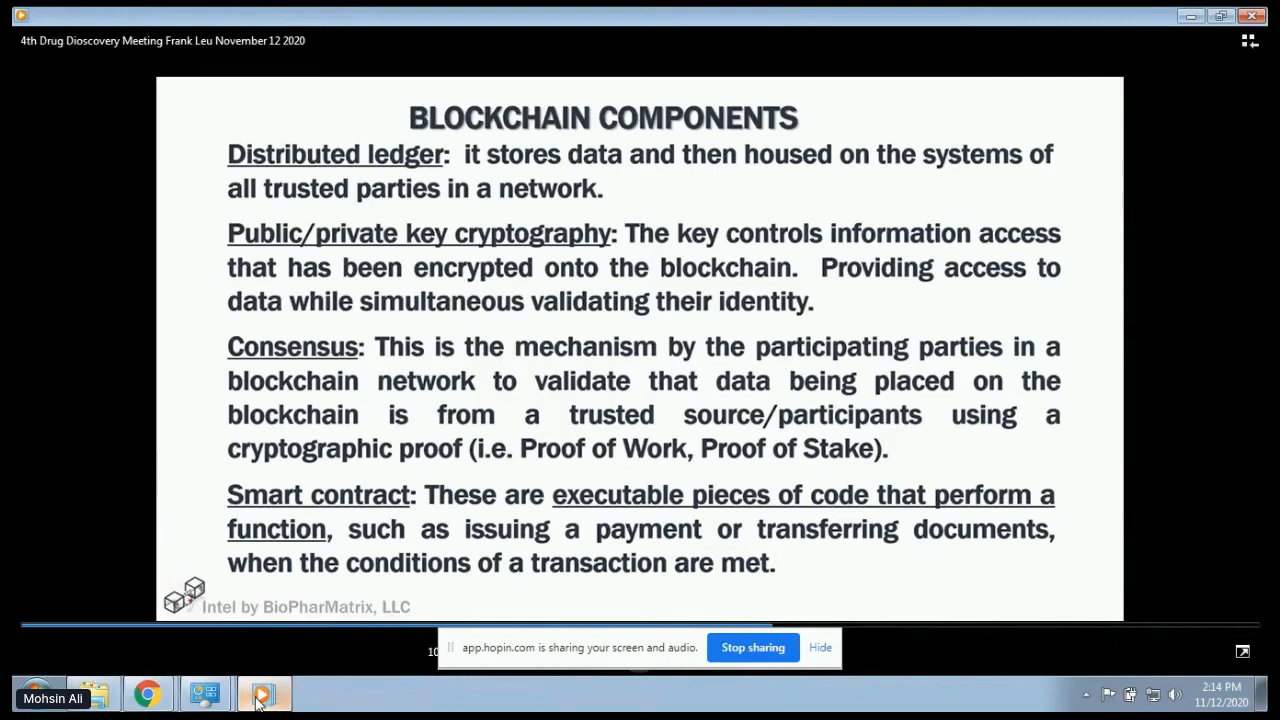 4th Drug Dioscovery Meeting Frank Leu November 12 2020
BLOCKCHAIN COMPONENTS
Distributed ledger: it stores data and then housed on the systems of
all trusted parties in a network.
Public/private key cryptography: The key controls information access
that has been encrypted onto the blockchain. Providing access to
data while simultaneous validating their identity.
Consensus: This is the mechanism by the participating parties in a
blockchain network to validate that data being placed on the
blockchain is from a trusted source/participants using a
cryptographic proof (i.e. Proof of Work, Proof of Stake).
Smart contract: These are executable pieces of code that perform a
function, such as issuing a payment or transferring documents,
when the conditions of a transaction are met.
Intel by BioPharMatrix, LLC
app.hopin.com is sharing your screen and audio. Stop sharing Hide
Mohsin Ali
2:14 PM
11/12/2020